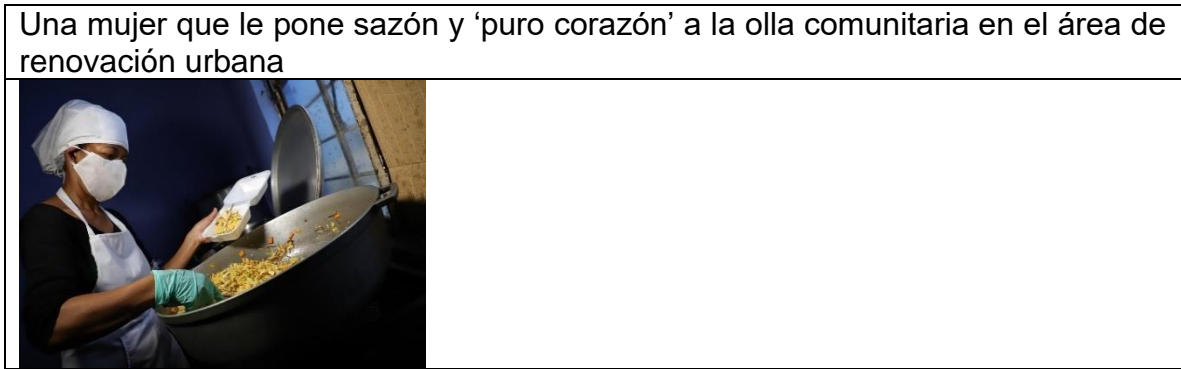 Una mujer que le pone sazón y ‘puro corazón’ a la olla comunitaria en el área de
renovación urbana